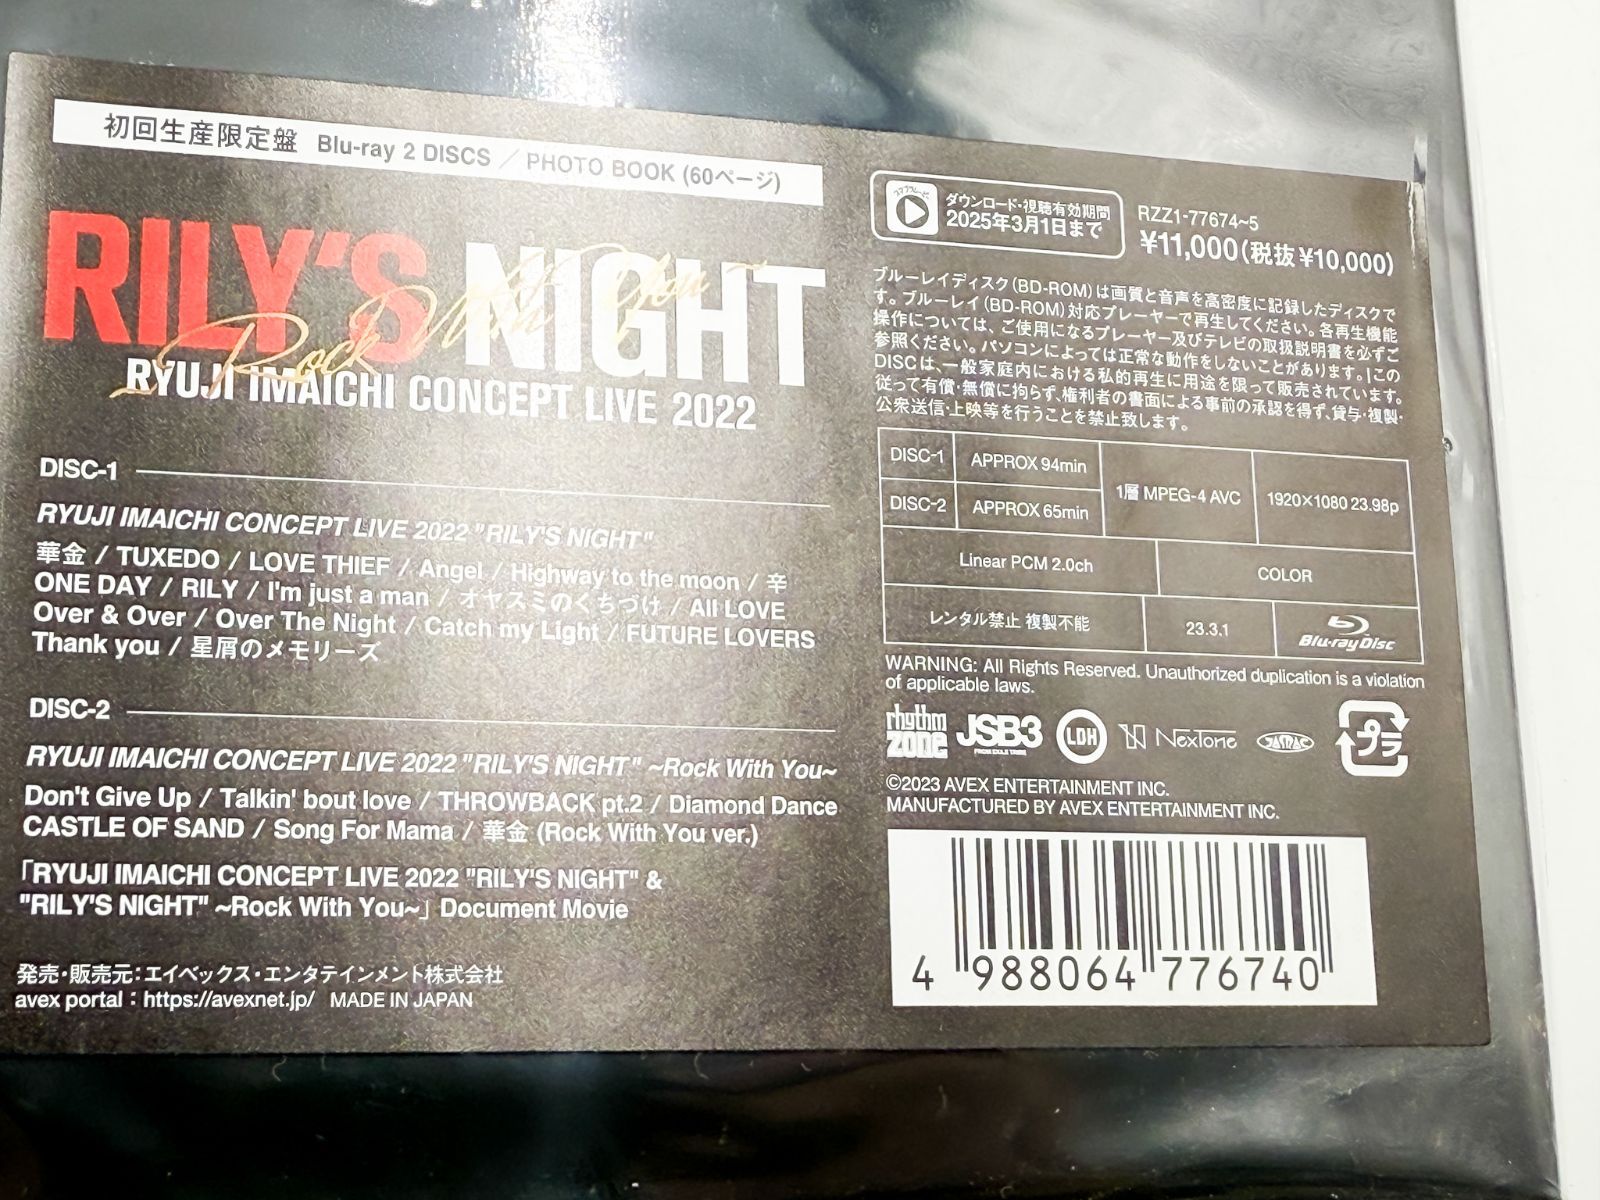 初回生産限定盤 Blu-ray 2 DISCS / PHOTO BOOK (60ページ)
RILY'S NIGHT
Rock With You
RYUJI IMAICHI CONCEPT LIVE 2022
DISC-1
RYUJI IMAICHI CONCEPT LIVE 2022 "RILY'S NIGHT"
華金 / TUXEDO / LOVE THIEF / Angel / Highway to the moon / 辛
ONE DAY / RILY / I'm just a man / オヤスミのくちづけ / All LOVE
Over & Over / Over The Night / Catch my Light / FUTURE LOVERS
Thank you / 星屑のメモリーズ
DISC-2
RYUJI IMAICHI CONCEPT LIVE 2022 "RILY'S NIGHT" ~Rock With You~
Don't Give Up / Talkin' bout love / THROWBACK pt.2 / Diamond Dance
CASTLE OF SAND / Song For Mama / 華金 (Rock With You ver.)
「RYUJI IMAICHI CONCEPT LIVE 2022 "RILY'S NIGHT" &
"RILY'S NIGHT" ~Rock With You~」 Document Movie
発売・販売元：エイベックス・エンタテインメント株式会社
avex portal：https://avexnet.jp/ MADE IN JAPAN
ダウンロード・視聴有効期間
2025年3月1日まで
RZZ1-77674~5
¥11,000(税抜¥10,000)
ブルーレイディスク(BD-ROM)は画質と音声を高密度に記録したディスクで
す。ブルーレイ(BD-ROM)対応プレーヤーで再生してください。各再生機能
操作については、ご使用になるプレーヤー及びテレビの取扱説明書を必ずご
参照ください。パソコンによっては正常な動作をしないことがあります。|この
DISCは、一般家庭内における私的再生に用途を限って販売されています。
従って有償・無償に拘らず、権利者の書面による事前の承認を得ず、貸与・複製・
公衆送信・上映等を行うことを禁止致します。
DISC-1 APPROX 94min 1層 MPEG-4 AVC 1920×1080 23.98p
DISC-2 APPROX 65min
Linear PCM 2.0ch COLOR
レンタル禁止 複製不能 23.3.1 Blu-ray Disc
WARNING: All Rights Reserved. Unauthorized duplication is a violation
of applicable laws.
rhythm zone JSB3 LDH NexTone JASRAC プラ
©2023 AVEX ENTERTAINMENT INC.
MANUFACTURED BY AVEX ENTERTAINMENT INC.
4 988064 776740